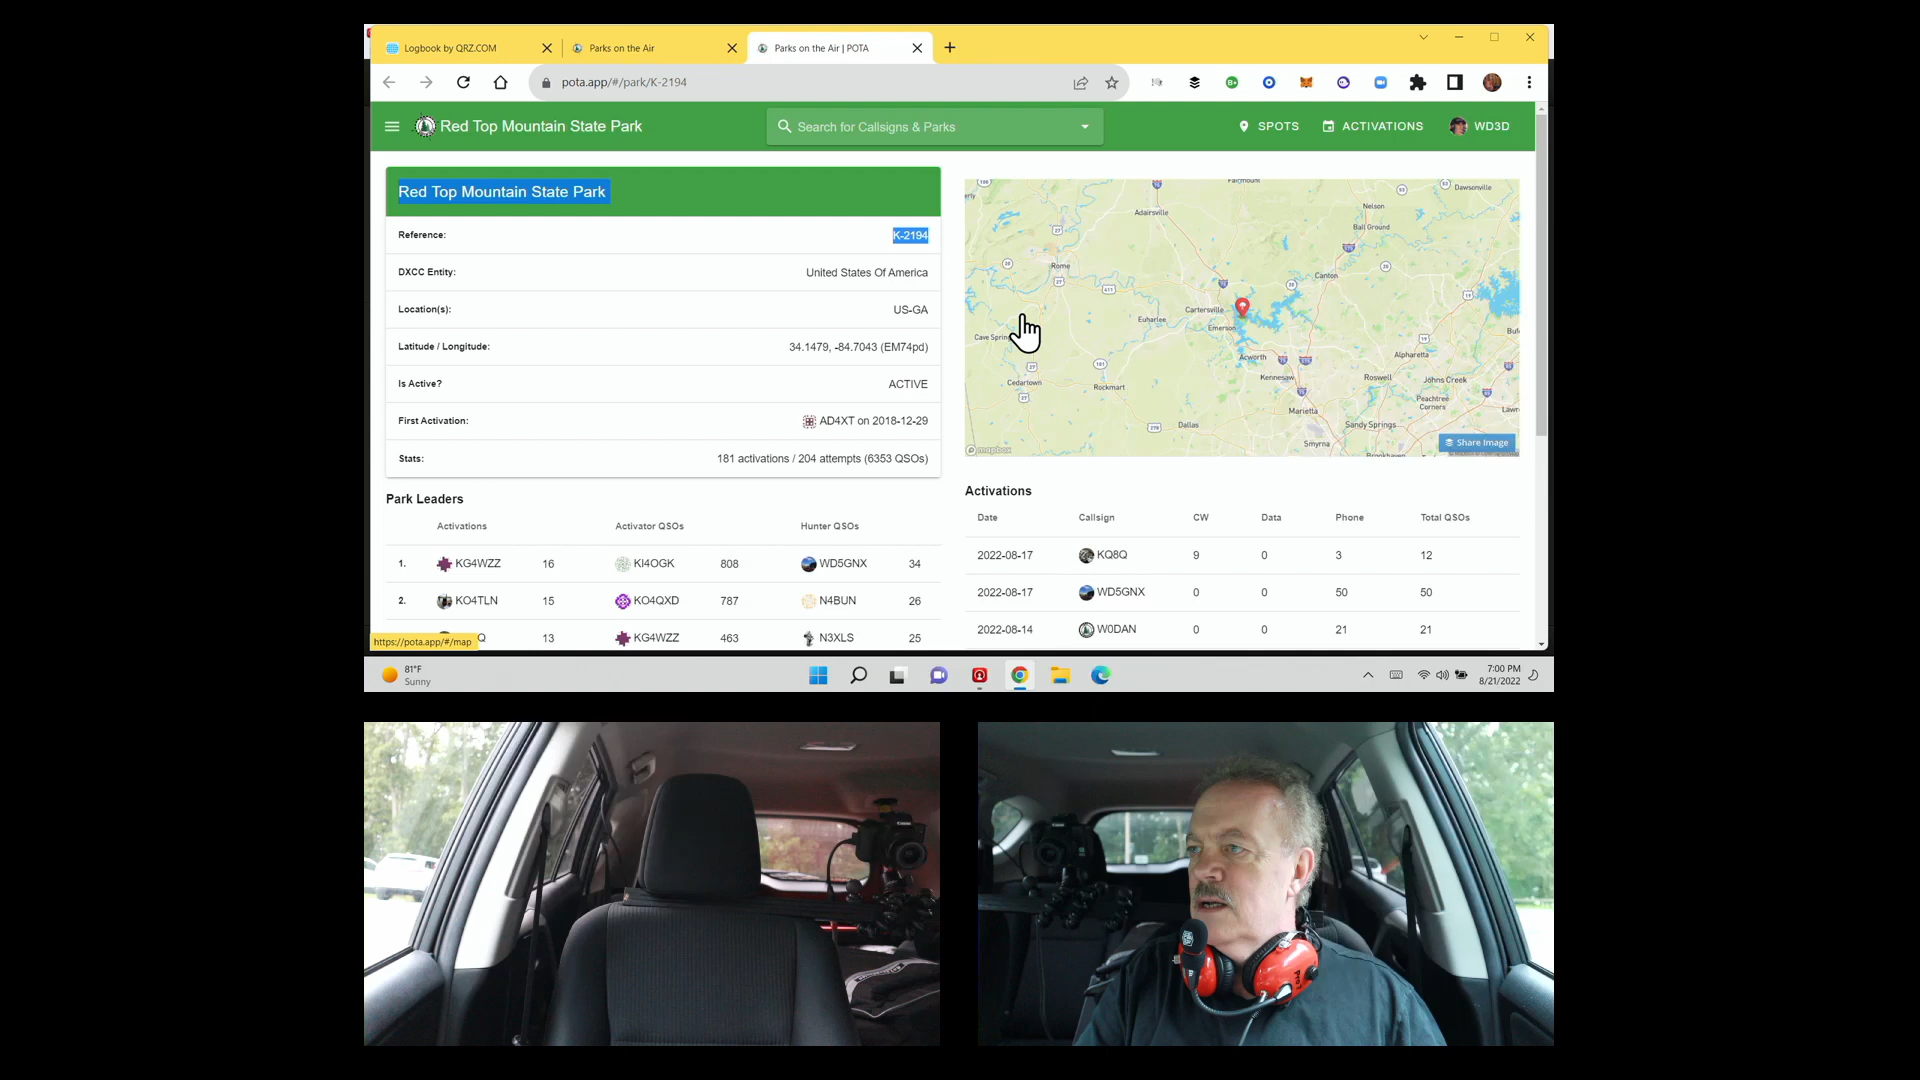 Logbook by QRZ.COM
Parks on the Air
Parks on the Air | POTA
pota.app/#/park/K-2194
Red Top Mountain State Park
Search for Callsigns & Parks
SPOTS
ACTIVATIONS
WD3D
Red Top Mountain State Park
Reference: K-2194
DXCC Entity: United States Of America
Location(s): US-GA
Latitude / Longitude: 34.1479, -84.7043 (EM74pd)
Is Active? ACTIVE
First Activation: AD4XT on 2018-12-29
Stats: 181 activations / 204 attempts (6353 QSOs)
Park Leaders
Activations Activator QSOs Hunter QSOs
1. KG4WZZ 16 KI4OGK 808 WD5GNX 34
2. KO4TLN 15 KO4QXD 787 N4BUN 26
Q 13 KG4WZZ 463 N3XLS 25
https://pota.app/#/map
Fairmount
Dawsonville
Adairsville
Nelson
Ball Ground
Rome
Canton
411
Cartersville
Euharlee
Emerson
Cave Spring
Acworth
Alpharetta
Cedartown
Rockmart
Kennesaw
Roswell
Johns Creek
Marietta
Peachtree
Corners
Lawr
Dallas
Sandy Springs
Smyrna
Brookhaven
mapbox
Share Image
Activations
Date Callsign CW Data Phone Total QSOs
2022-08-17 KQ8Q 9 0 3 12
2022-08-17 WD5GNX 0 0 50 50
2022-08-14 W0DAN 0 0 21 21
81°F
Sunny
7:00 PM
8/21/2022
Canon